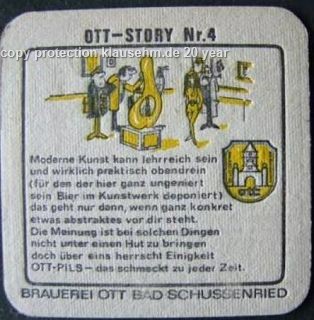 OTT-STORY Nr.4
copy protection klausehm.de 20 year
Moderne Kunst kann lehrreich sein
und wirklich praktisch obendrein
(für den der hier ganz ungeniert
sein Bier im Kunstwerk deponiert)
das geht nur dann, wenn ganz konkret
etwas abstraktes vor dir steht.
Die Meinung ist bei solchen Dingen
nicht unter einen Hut zu bringen
doch über eins herrscht Einigkeit
OTT-PILS- das schmeckt zu jeder Zeit.
BRAUEREI OTT BAD SCHUSSENRIED